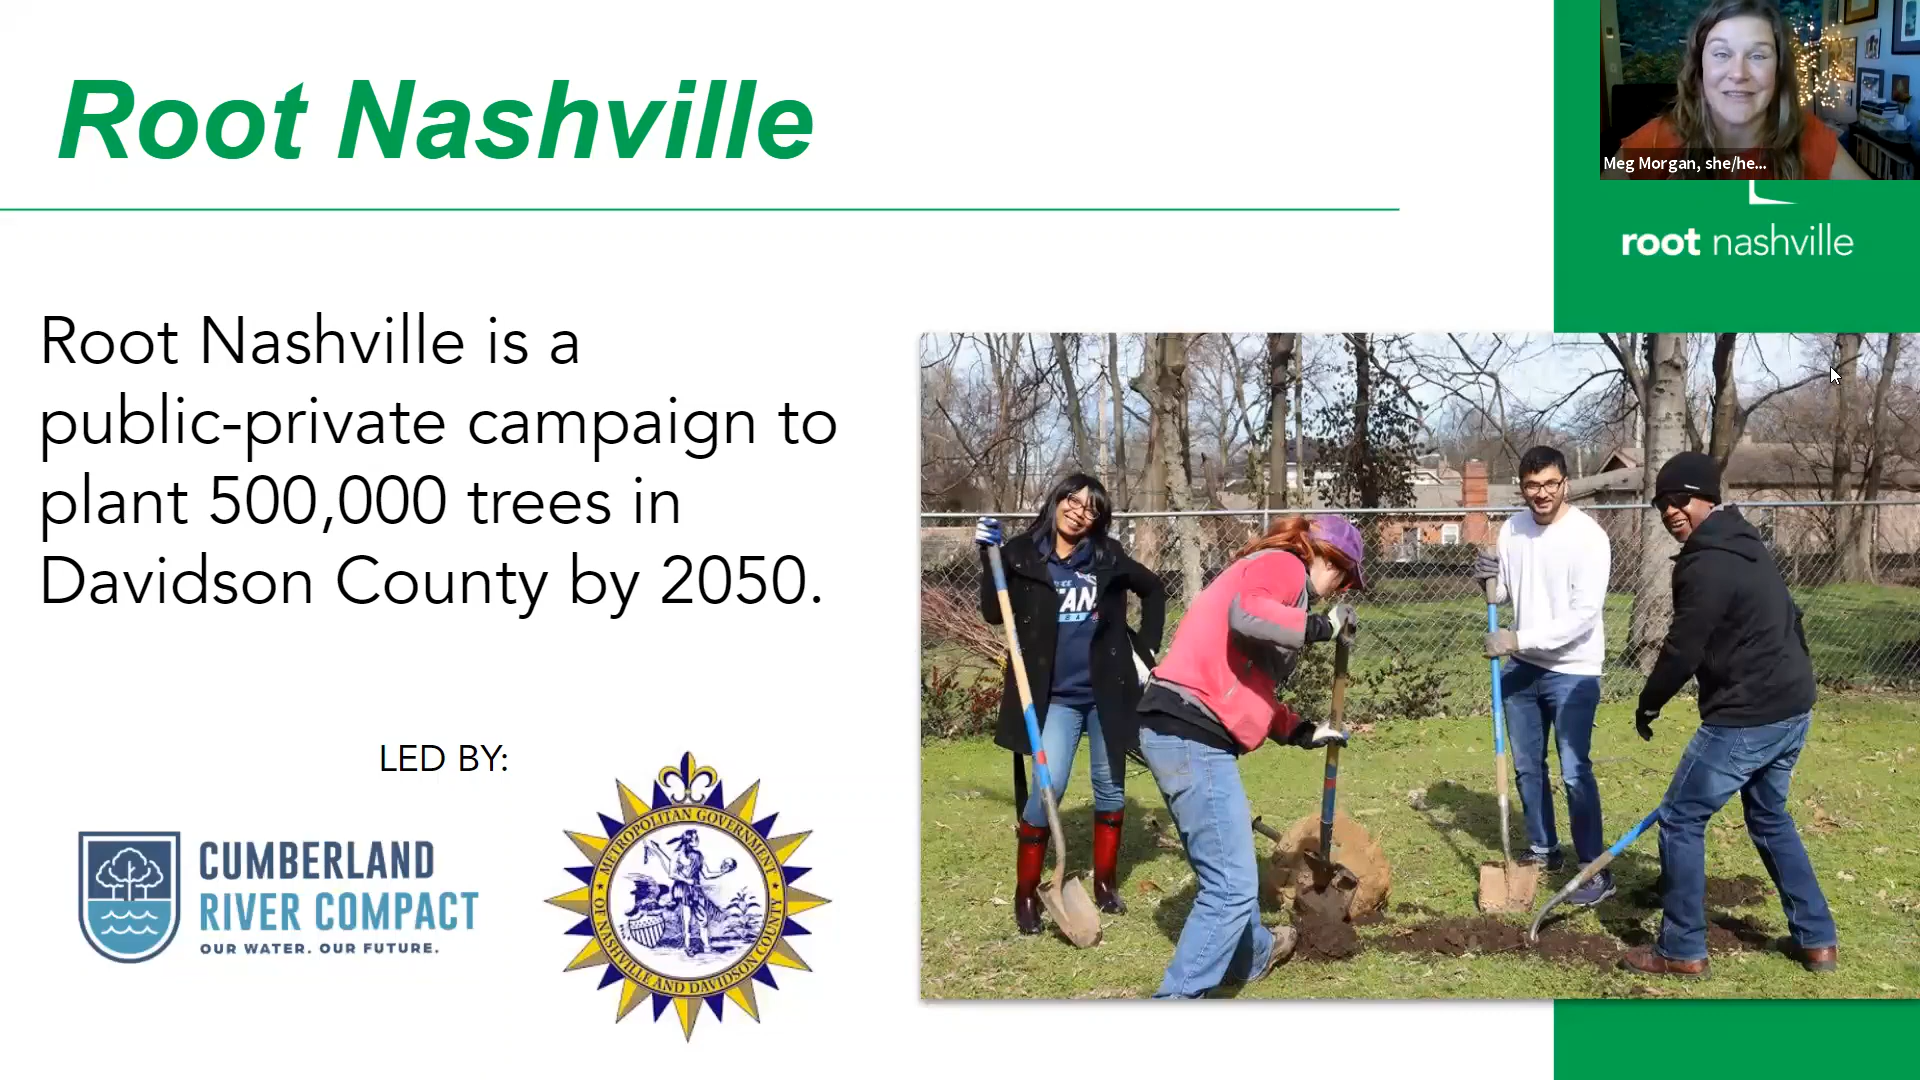 Root Nashville
Meg Morgan, she/he...
root nashville
Root Nashville is a
public-private campaign to
plant 500,000 trees in
Davidson County by 2050.
LED BY:
CUMBERLAND
RIVER COMPACT
OUR WATER. OUR FUTURE.
METROPOLITAN GOVERNMENT
OF NASHVILLE AND DAVIDSON COUNTY